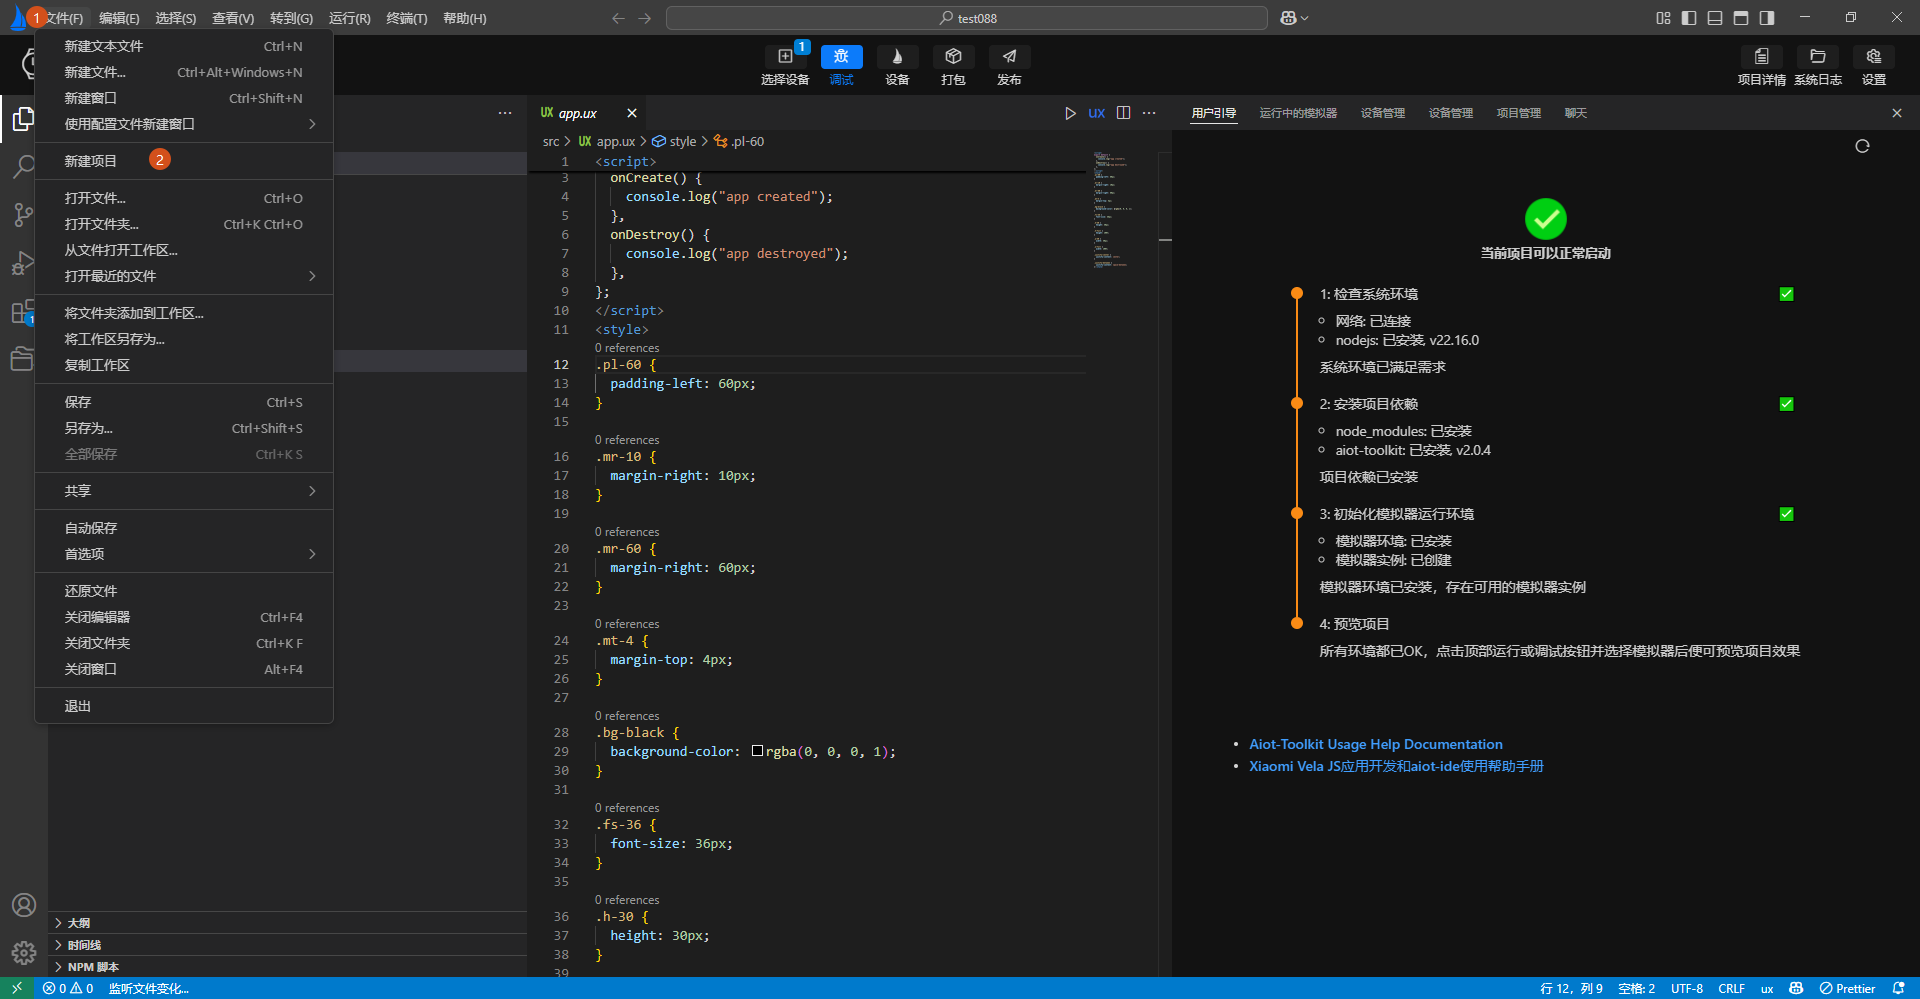 1 文件(F) 编辑(E) 选择(S) 查看(V) 转到(G) 运行(R) 终端(T) 帮助(H) test088
新建文本文件 Ctrl+N
新建文件... Ctrl+Alt+Windows+N
新建窗口 Ctrl+Shift+N
使用配置文件新建窗口
新建项目 2
打开文件... Ctrl+O
打开文件夹... Ctrl+K Ctrl+O
从文件打开工作区...
打开最近的文件
将文件夹添加到工作区...
将工作区另存为...
复制工作区
保存 Ctrl+S
另存为... Ctrl+Shift+S
全部保存 Ctrl+K S
共享
自动保存
首选项
还原文件
关闭编辑器 Ctrl+F4
关闭文件夹 Ctrl+K F
关闭窗口 Alt+F4
退出
1
大纲
时间线
NPM 脚本
1
选择设备 调试 设备 打包 发布
项目详情 系统日志 设置
UX app.ux
UX
src > UX app.ux > style > .pl-60
1 <script>
3 onCreate() {
4 console.log("app created");
5 },
6 onDestroy() {
7 console.log("app destroyed");
8 },
9 };
10 </script>
11 <style>
0 references
12 .pl-60 {
13 padding-left: 60px;
14 }
15
0 references
16 .mr-10 {
17 margin-right: 10px;
18 }
19
0 references
20 .mr-60 {
21 margin-right: 60px;
22 }
23
0 references
24 .mt-4 {
25 margin-top: 4px;
26 }
27
0 references
28 .bg-black {
29 background-color: rgba(0, 0, 0, 1);
30 }
31
0 references
32 .fs-36 {
33 font-size: 36px;
34 }
35
0 references
36 .h-30 {
37 height: 30px;
38 }
39
用户引导 运行中的模拟器 设备管理 设备管理 项目管理 聊天
当前项目可以正常启动
1: 检查系统环境
网络: 已连接
nodejs: 已安装, v22.16.0
系统环境已满足需求
2: 安装项目依赖
node_modules: 已安装
aiot-toolkit: 已安装, v2.0.4
项目依赖已安装
3: 初始化模拟器运行环境
模拟器环境: 已安装
模拟器实例: 已创建
模拟器环境已安装，存在可用的模拟器实例
4: 预览项目
所有环境都已OK，点击顶部运行或调试按钮并选择模拟器后便可预览项目效果
Aiot-Toolkit Usage Help Documentation
Xiaomi Vela JS应用开发和aiot-ide使用帮助手册
0 0 监听文件变化... 行 12，列 9 空格: 2 UTF-8 CRLF ux Prettier